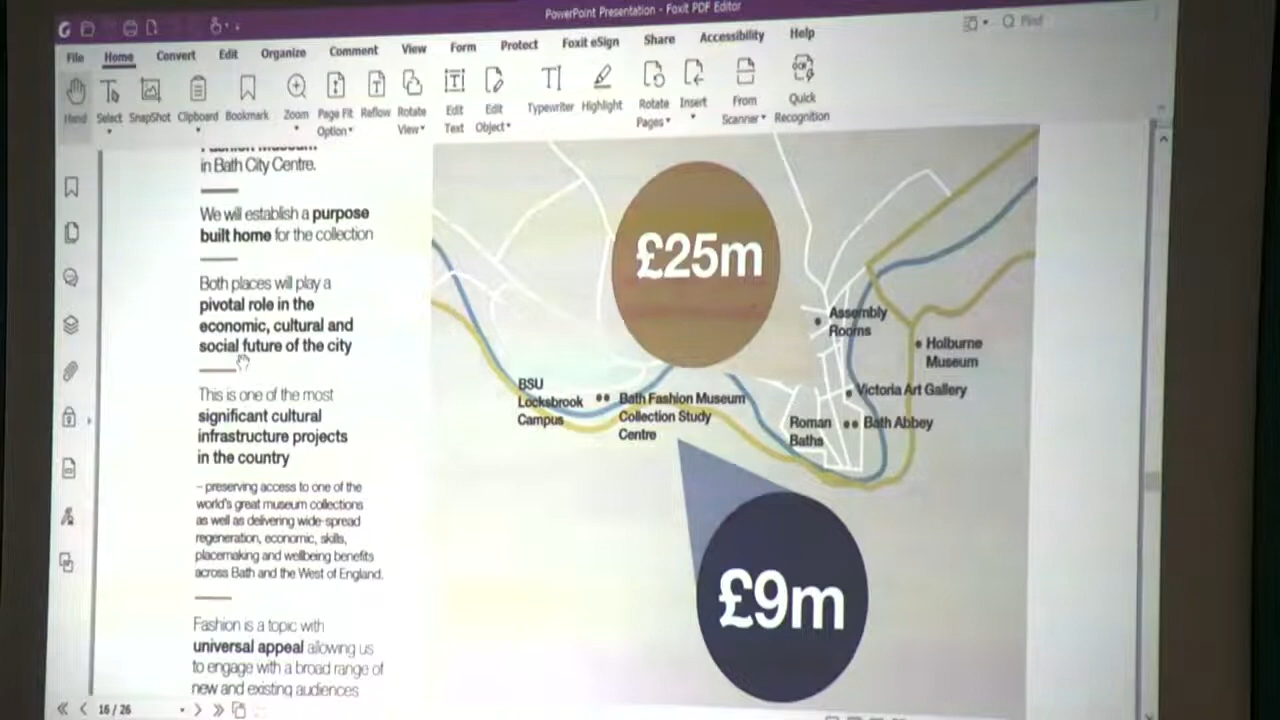 PowerPoint Presentation - Foxit PDF Editor
Find
File Home Convert Edit Organize Comment View Form Protect Foxit eSign Share Accessibility Help
Hand Select SnapShot Clipboard Bookmark Zoom Page Fit Option Reflow Rotate View Edit Text Edit Object Typewriter Highlight Rotate Pages Insert From Scanner Quick Recognition
Fashion Museum
in Bath City Centre.
We will establish a purpose
built home for the collection
Both places will play a
pivotal role in the
economic, cultural and
social future of the city
This is one of the most
significant cultural
infrastructure projects
in the country
– preserving access to one of the
world's great museum collections
as well as delivering wide-spread
regeneration, economic, skills,
placemaking and wellbeing benefits
across Bath and the West of England.
Fashion is a topic with
universal appeal allowing us
to engage with a broad range of
new and existing audiences
£25m
Assembly
Rooms
Holburne
Museum
BSU
Locksbrook
Campus
Bath Fashion Museum
Collection Study
Centre
Victoria Art Gallery
Roman
Baths
Bath Abbey
£9m
16 / 26